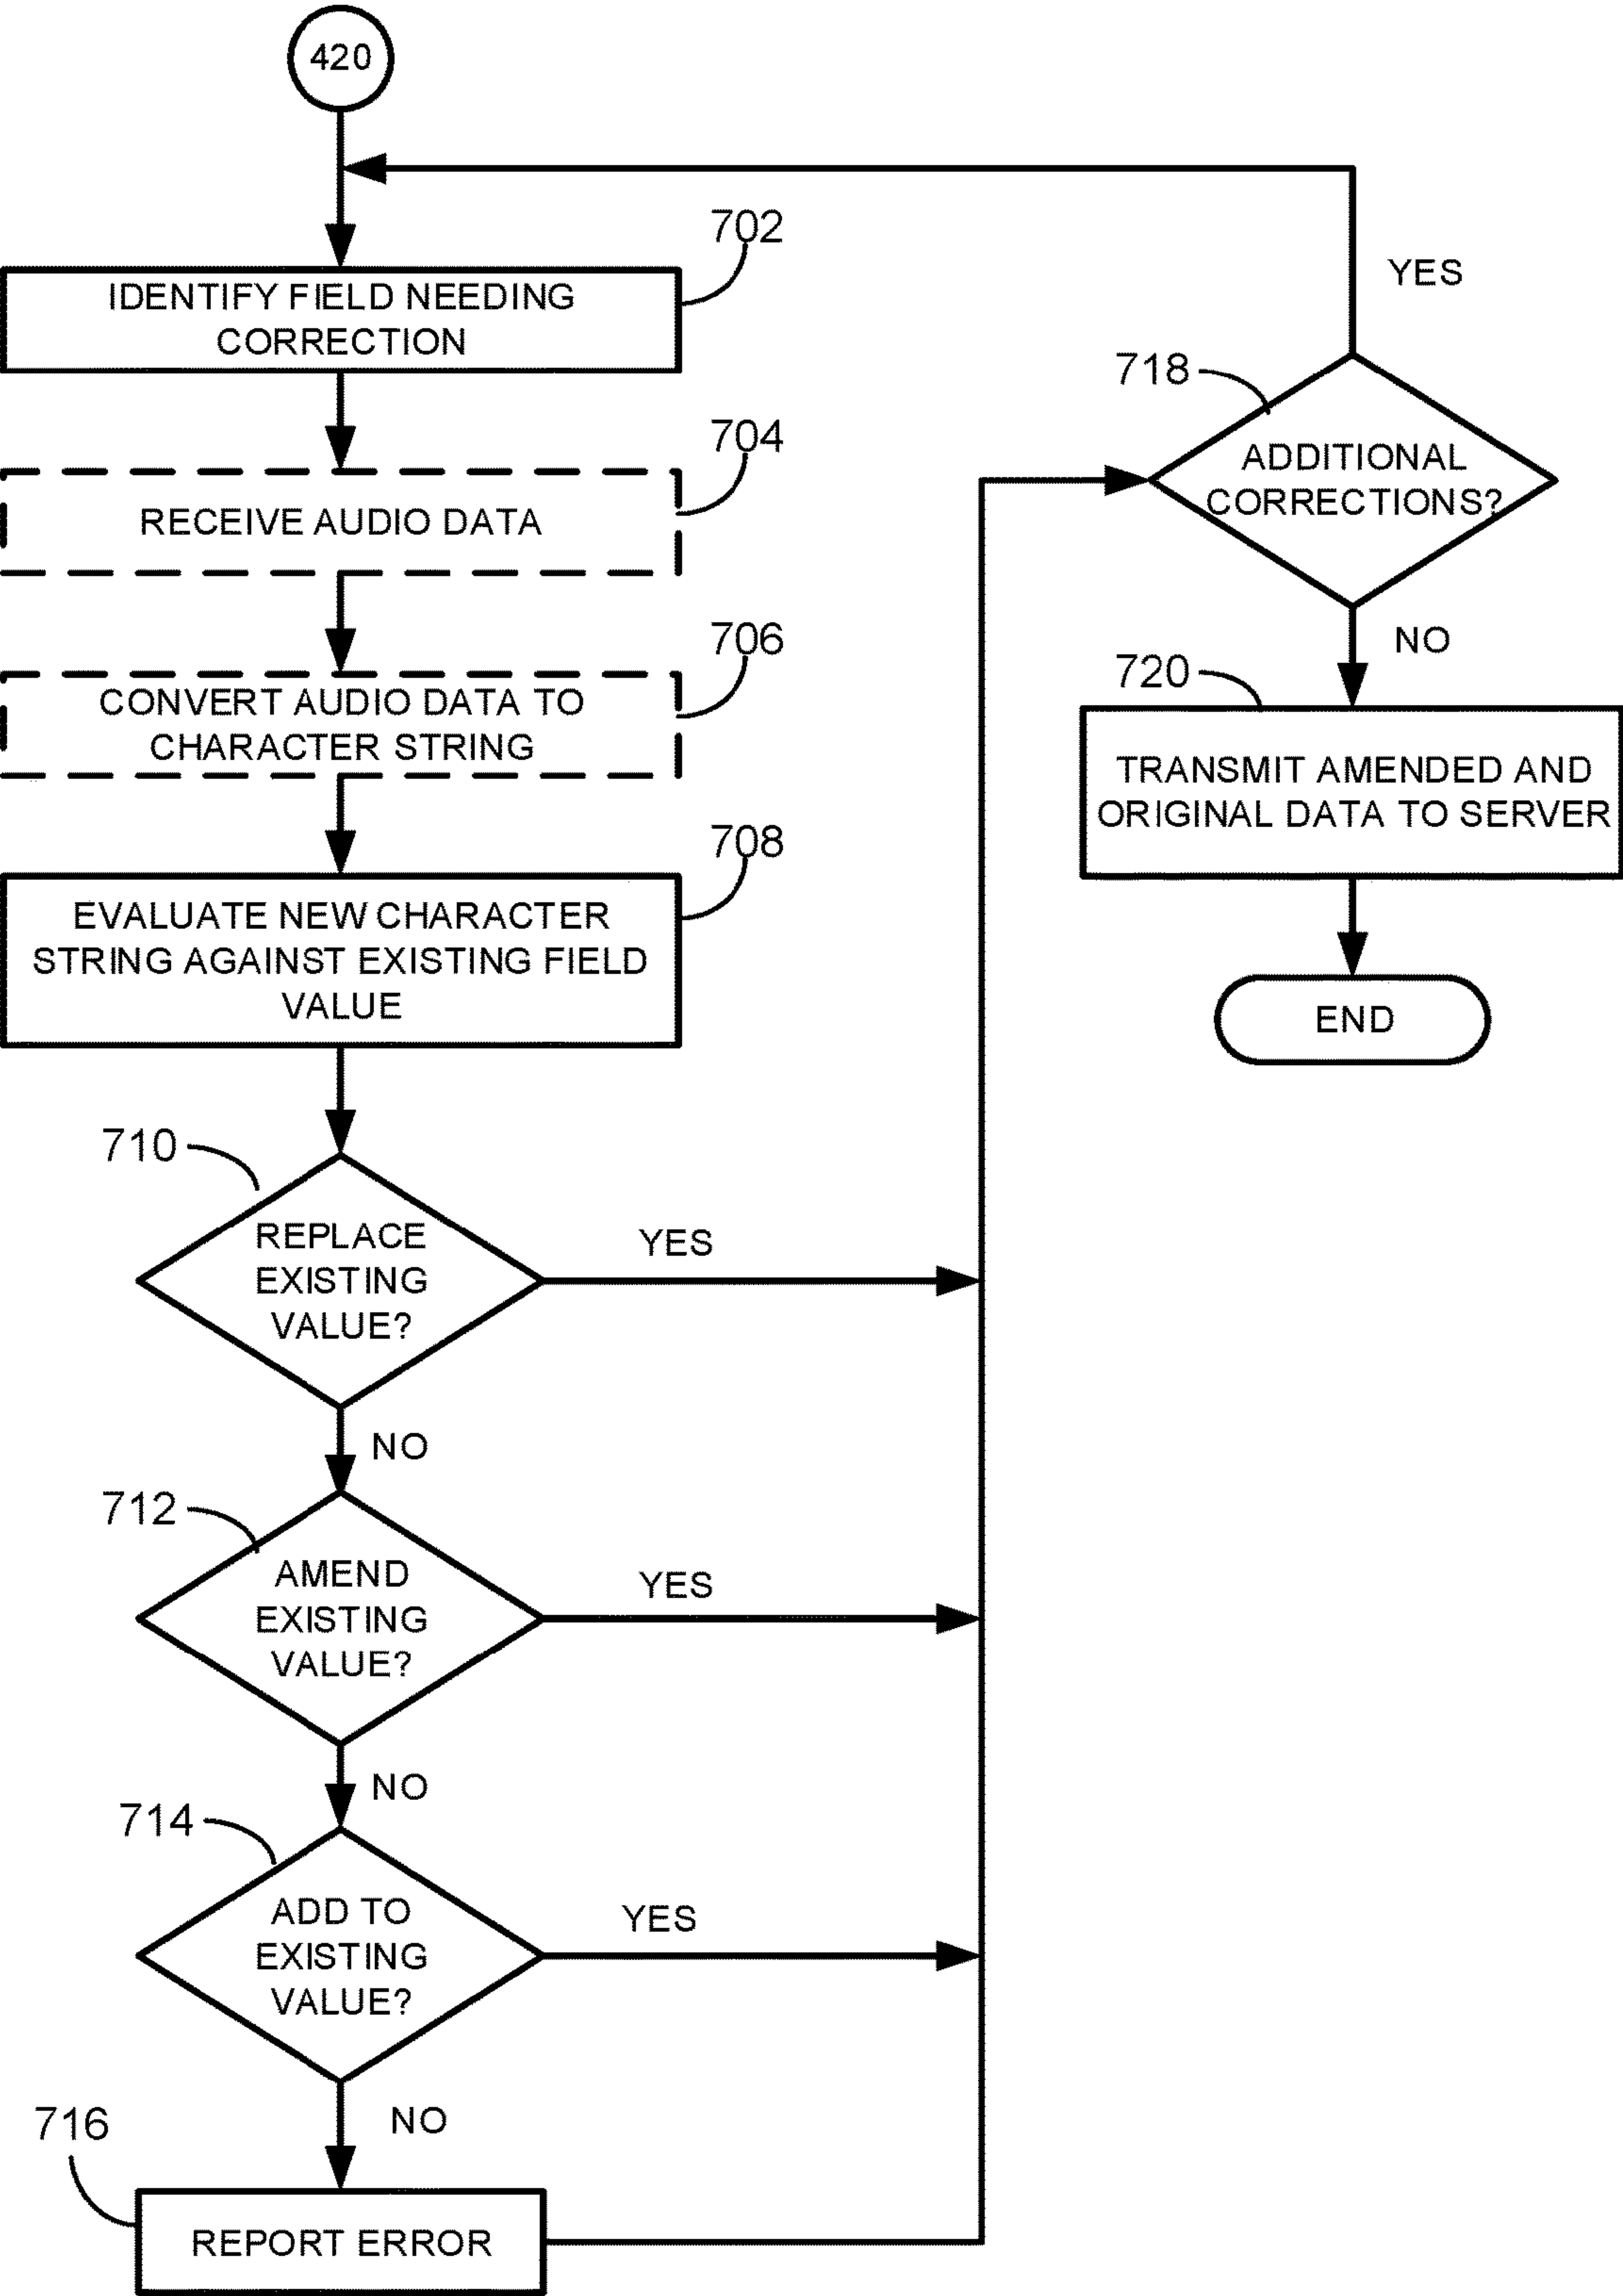 420
702
IDENTIFY FIELD NEEDING
CORRECTION
704
RECEIVE AUDIO DATA
706
CONVERT AUDIO DATA TO
CHARACTER STRING
708
EVALUATE NEW CHARACTER
STRING AGAINST EXISTING FIELD
VALUE
710
REPLACE
EXISTING
VALUE?
YES
NO
712
AMEND
EXISTING
VALUE?
YES
NO
714
ADD TO
EXISTING
VALUE?
YES
NO
716
REPORT ERROR
YES
718
ADDITIONAL
CORRECTIONS?
NO
720
TRANSMIT AMENDED AND
ORIGINAL DATA TO SERVER
END